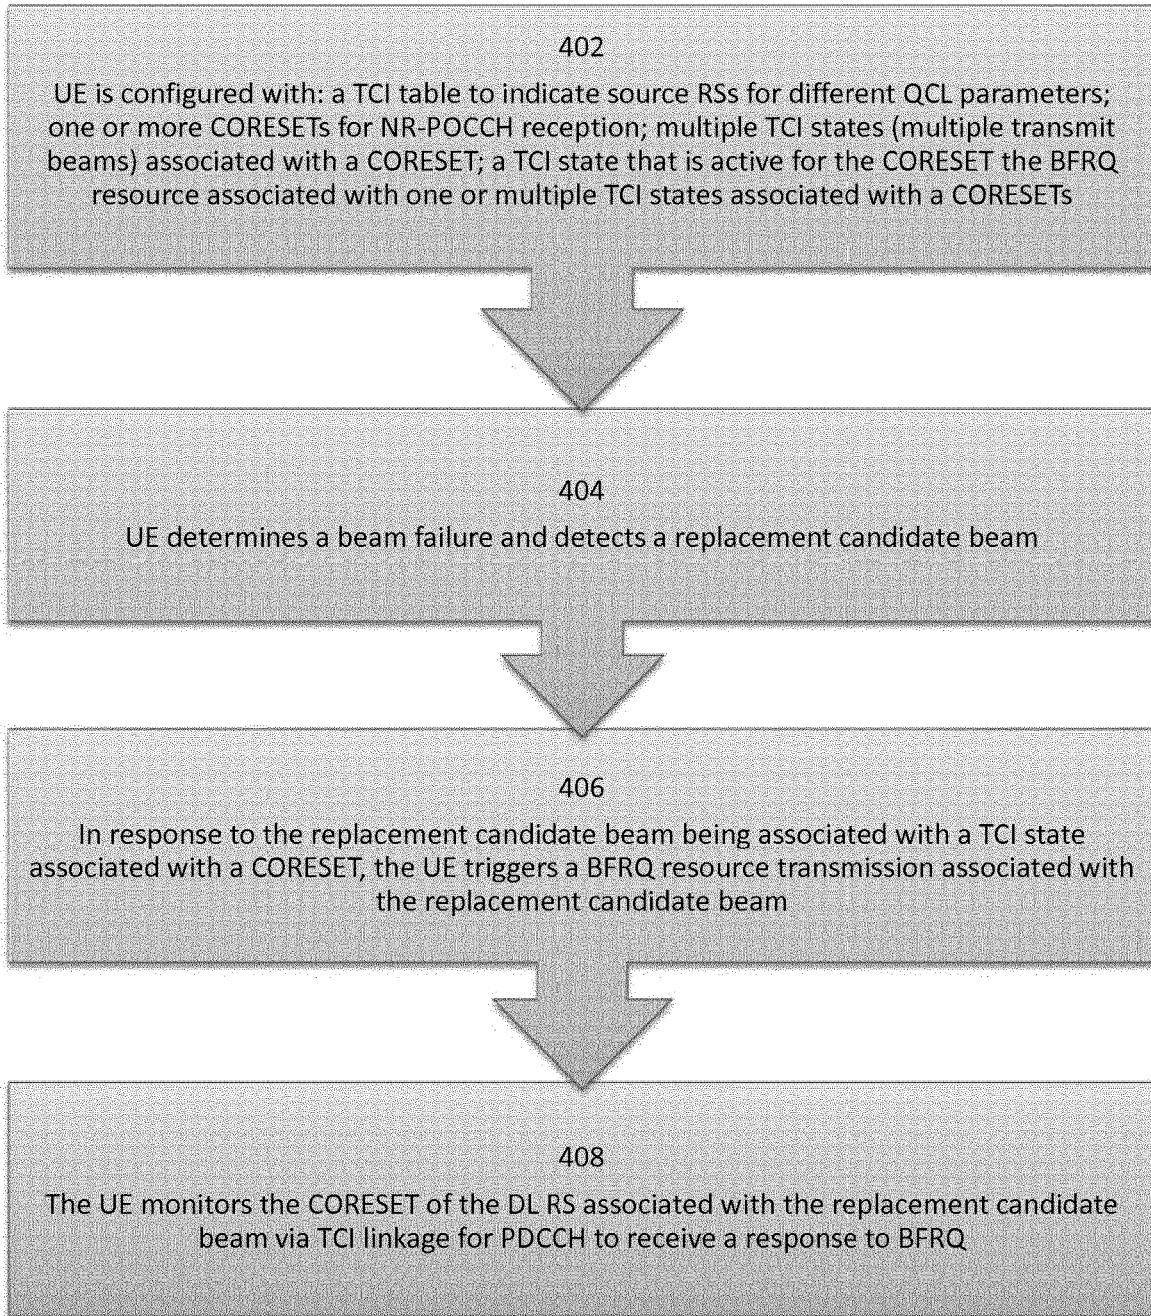 402
UE is configured with: a TCI table to indicate source RSs for different QCL parameters;
one or more CORESETs for NR-POCCH reception; multiple TCI states (multiple transmit
beams) associated with a CORESET; a TCI state that is active for the CORESET the BFRQ
resource associated with one or multiple TCI states associated with a CORESETs
404
UE determines a beam failure and detects a replacement candidate beam
406
In response to the replacement candidate beam being associated with a TCI state
associated with a CORESET, the UE triggers a BFRQ resource transmission associated with
the replacement candidate beam
408
The UE monitors the CORESET of the DL RS associated with the replacement candidate
beam via TCI linkage for PDCCH to receive a response to BFRQ